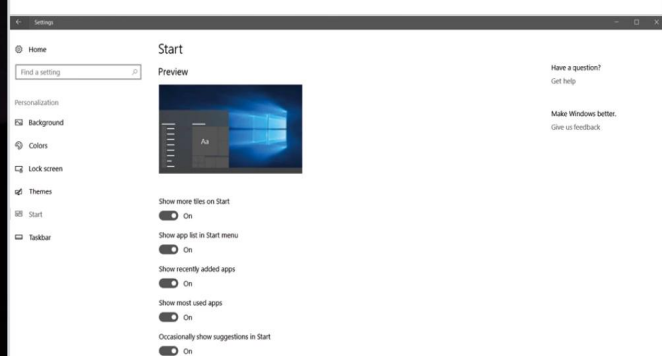 Settings
Home
Find a setting
Personalization
Background
Colors
Lock screen
Themes
Start
Taskbar
Start
Preview
Aa
Show more tiles on Start
On
Show app list in Start menu
On
Show recently added apps
On
Show most used apps
On
Occasionally show suggestions in Start
On
Have a question?
Get help
Make Windows better.
Give us feedback